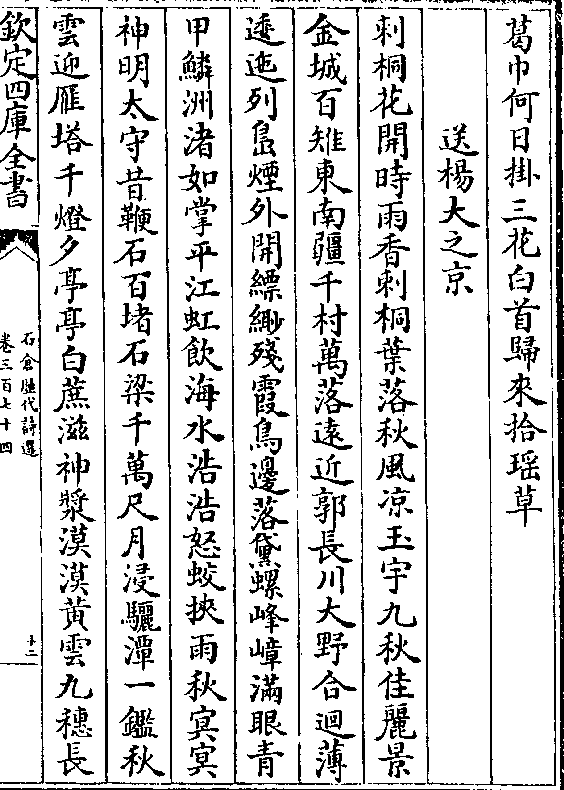 葛巾何日掛三花白首歸來拾瑶草
送楊大之京
刺桐花開時雨香刺桐葉落秋風凉玉宇九秋佳麗景
金城百雉東南疆千村萬落遠近郭長川大野合迴薄
逶迤列島煙外開縹緲殘霞鳥邊落黛螺峰嶂滿眼青
甲鱗洲渚如掌平江虹飲海水浩浩怒蛟挾雨秋㝠㝠
神明太守昔鞭石百堵石梁千萬尺月浸驪潭一鑑秋
雲迎雁塔千燈夕亭亭白蔗滋神漿漠漠黄雲九穗長
欽定四庫全書
石倉歷代詩選
卷三百七十四
十二